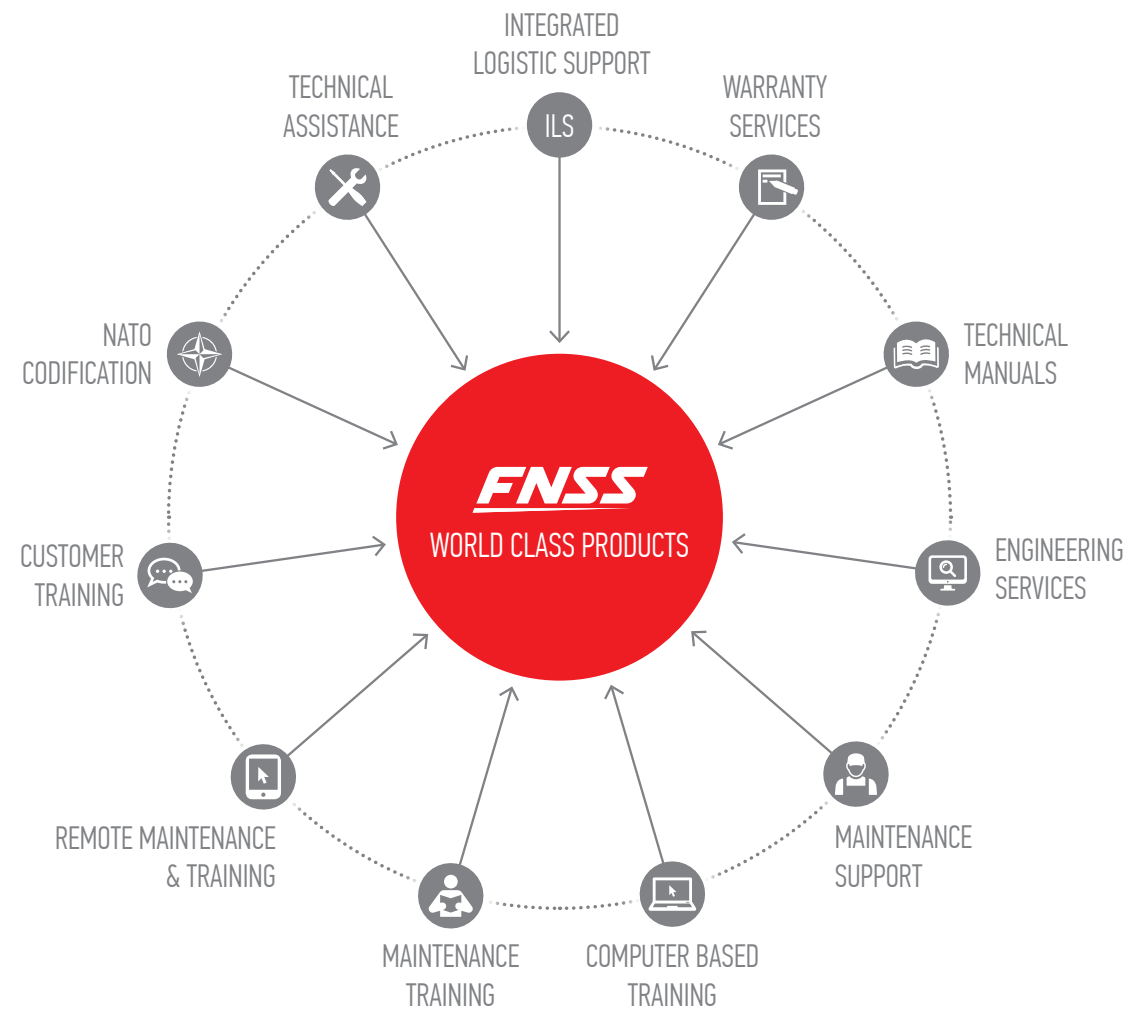 INTEGRATED
LOGISTIC SUPPORT
ILS
TECHNICAL
ASSISTANCE
WARRANTY
SERVICES
NATO
CODIFICATION
TECHNICAL
MANUALS
FNSS
WORLD CLASS PRODUCTS
CUSTOMER
TRAINING
ENGINEERING
SERVICES
REMOTE MAINTENANCE
& TRAINING
MAINTENANCE
SUPPORT
MAINTENANCE
TRAINING
COMPUTER BASED
TRAINING